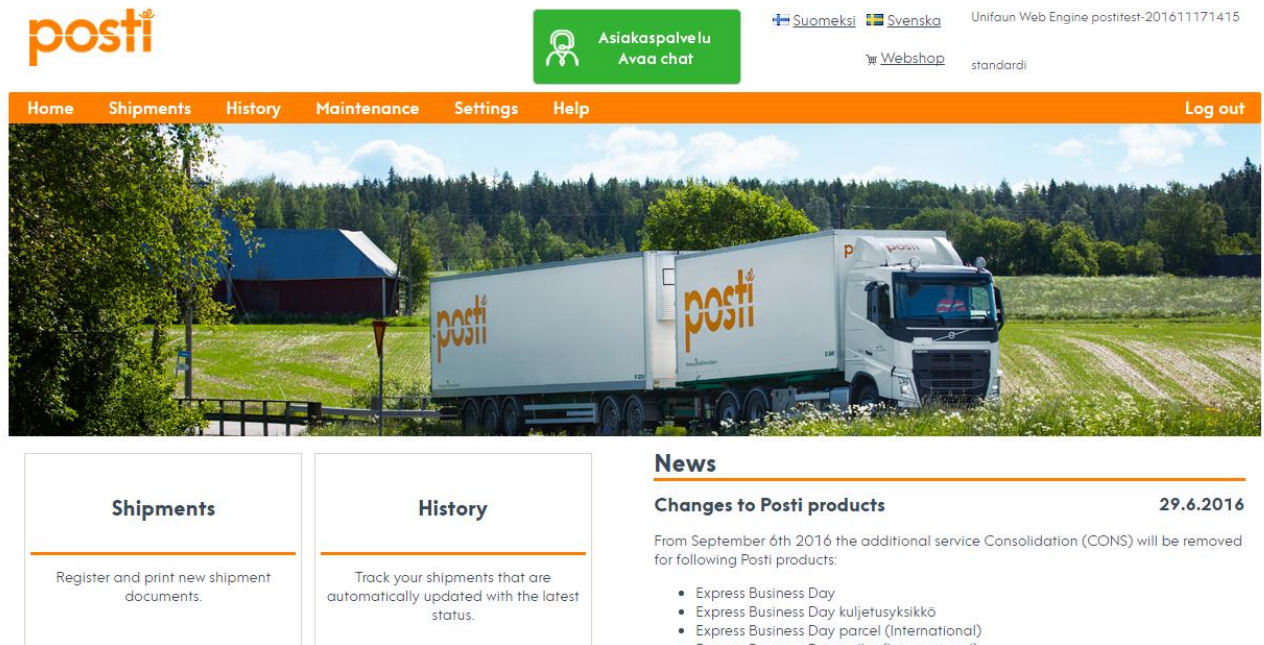 posti
Asiakaspalvelu
Avaa chat
Suomeksi Svenska
Unifaun Web Engine postitest-201611171415
Webshop
standardi
Home Shipments History Maintenance Settings Help Log out
posti
posti
posti
Shipments
Register and print new shipment
documents.
History
Track your shipments that are
automatically updated with the latest
status.
News
Changes to Posti products 29.6.2016
From September 6th 2016 the additional service Consolidation (CONS) will be removed
for following Posti products:
Express Business Day
Express Business Day kuljetusyksikkö
Express Business Day parcel (International)